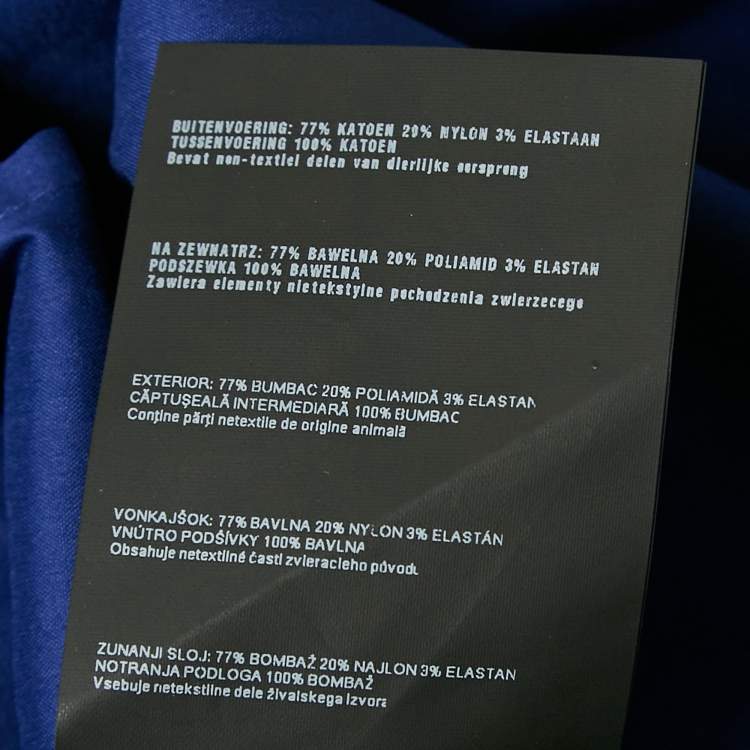 BUITENVOERING: 77% KATOEN 20% NYLON 3% ELASTAAN
TUSSENVOERING 100% KATOEN
Bevat non-textiel delen van dierlijke oorsprong
NA ZEWNATRZ: 77% BAWELNA 20% POLIAMID 3% ELASTAN
PODSZEWKA 100% BAWELNA
Zawiera elementy nietekstylne pochodzenia zwierzecego
EXTERIOR: 77% BUMBAC 20% POLIAMIDĂ 3% ELASTAN
CĂPTUȘEALĂ INTERMEDIARĂ 100% BUMBAC
Conține părți netextile de origine animală
VONKAJŠOK: 77% BAVLNA 20% NYLON 3% ELASTÁN
VNÚTRO PODŠÍVKY 100% BAVLNA
Obsahuje netextilné časti zvieracieho pôvodu
ZUNANJI SLOJ: 77% BOMBAŽ 20% NAJLON 3% ELASTAN
NOTRANJA PODLOGA 100% BOMBAŽ
Vsebuje netekstilne dele živalskega izvora